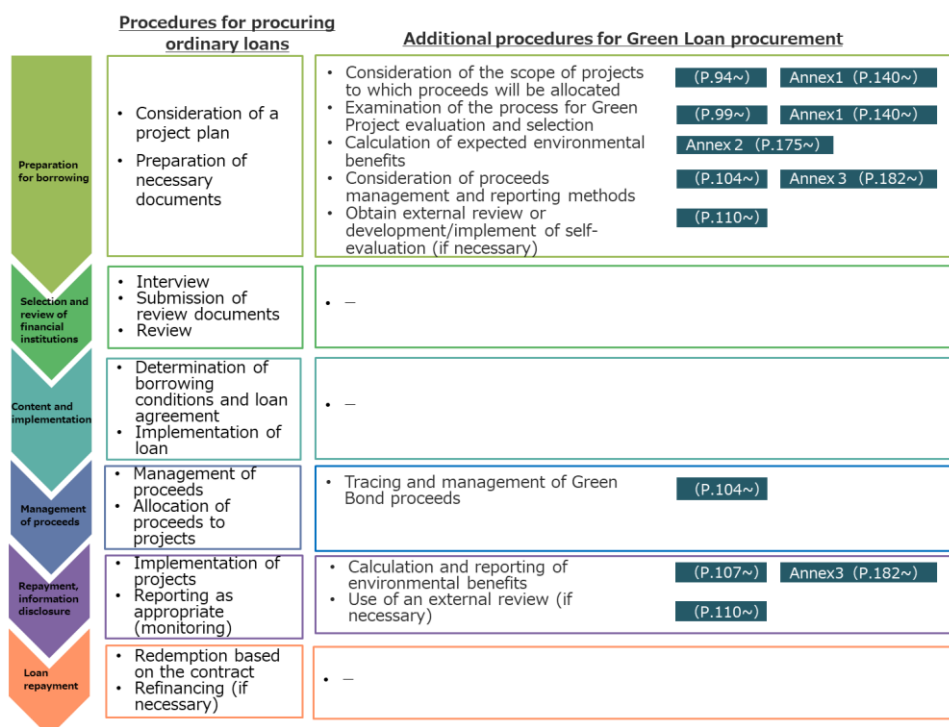 Procedures for procuring
ordinary loans
Additional procedures for Green Loan procurement
Preparation
for borrowing
• Consideration of a
project plan
• Preparation of
necessary
documents
• Consideration of the scope of projects
to which proceeds will be allocated
(P.94~)
Annex1 (P.140~)
• Examination of the process for Green
Project evaluation and selection
(P.99~)
Annex1 (P.140~)
• Calculation of expected environmental
benefits
Annex 2 (P.175~)
• Consideration of proceeds
management and reporting methods
(P.104~)
Annex 3 (P.182~)
• Obtain external review or
development/implement of self-
evaluation (if necessary)
(P.110~)
Selection and
review of
financial
institutions
• Interview
• Submission of
review documents
• Review
• –
Content and
implementation
• Determination of
borrowing
conditions and loan
agreement
• Implementation of
loan
• –
Management
of proceeds
• Management of
proceeds
• Allocation of
proceeds to
projects
• Tracing and management of Green
Bond proceeds
(P.104~)
Repayment,
information
disclosure
• Implementation of
projects
• Reporting as
appropriate
(monitoring)
• Calculation and reporting of
environmental benefits
(P.107~)
Annex3 (P.182~)
• Use of an external review (if
necessary)
(P.110~)
Loan
repayment
• Redemption based
on the contract
• Refinancing (if
necessary)
• –